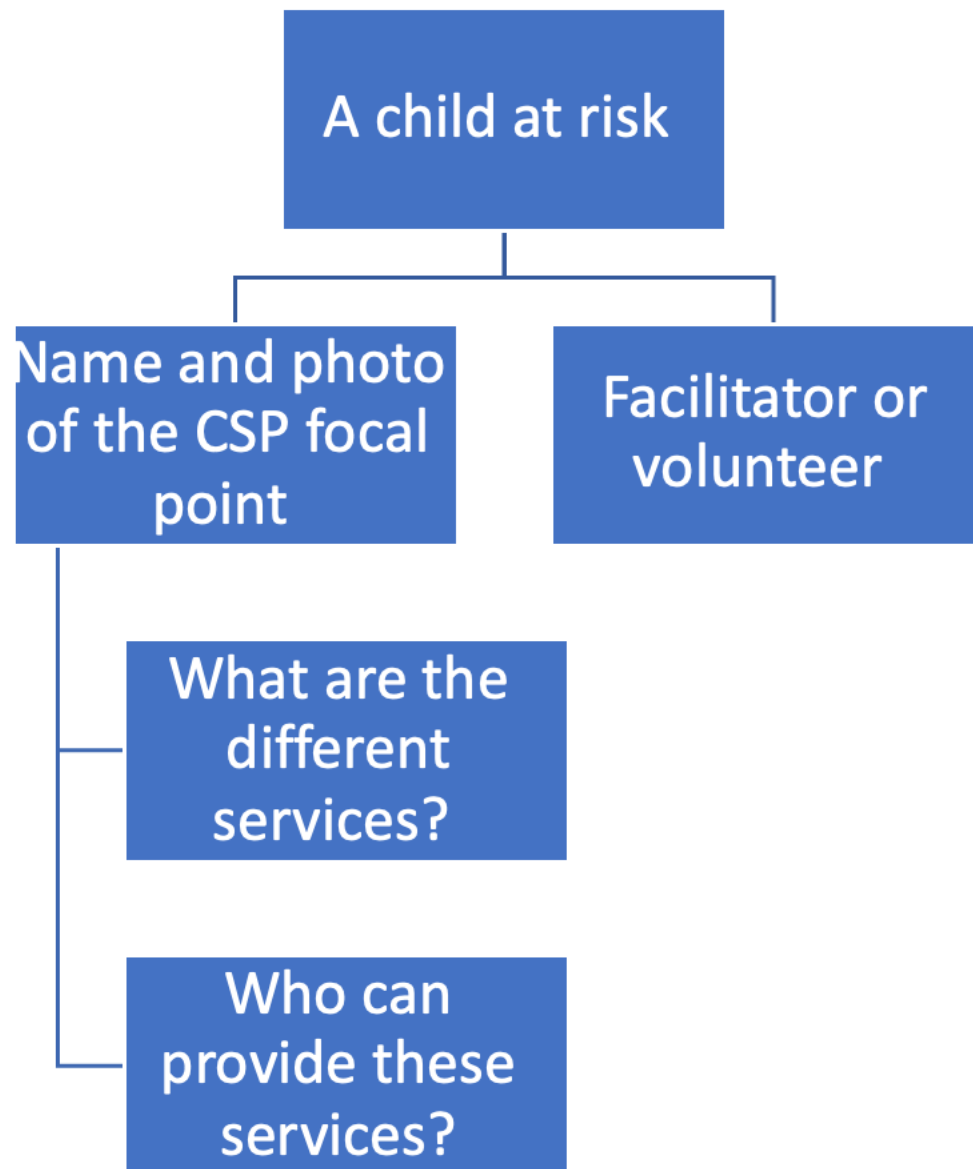 A child at risk
Name and photo
of the CSP focal
point
Facilitator or
volunteer
What are the
different
services?
Who can
provide these
services?